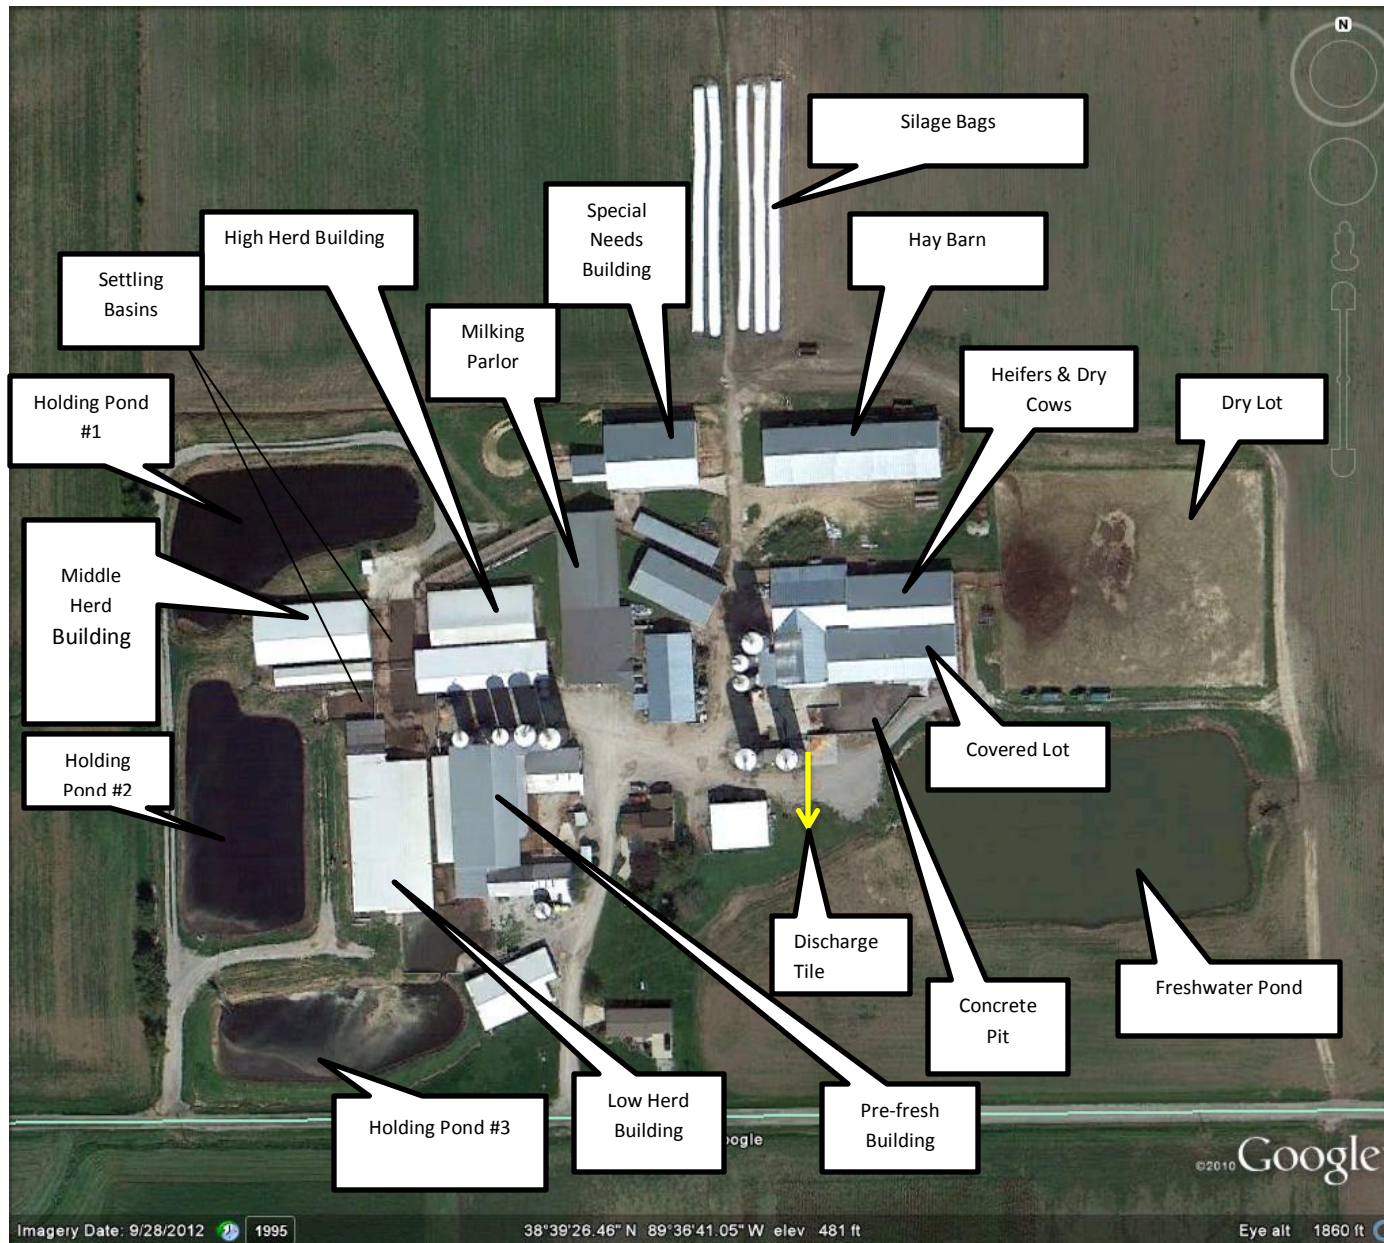 N
Silage Bags
Special
Needs
Building
High Herd Building
Hay Barn
Settling
Basins
Milking
Parlor
Heifers & Dry
Cows
Dry Lot
Holding Pond
#1
Middle
Herd
Building
Holding
Pond #2
Covered Lot
Discharge
Tile
Freshwater Pond
Concrete
Pit
Low Herd
Building
Pre-fresh
Building
Holding Pond #3
oogle
©2010 Google
Imagery Date: 9/28/2012 1995 38°39'26.46" N 89°36'41.05" W elev 481 ft Eye alt 1860 ft